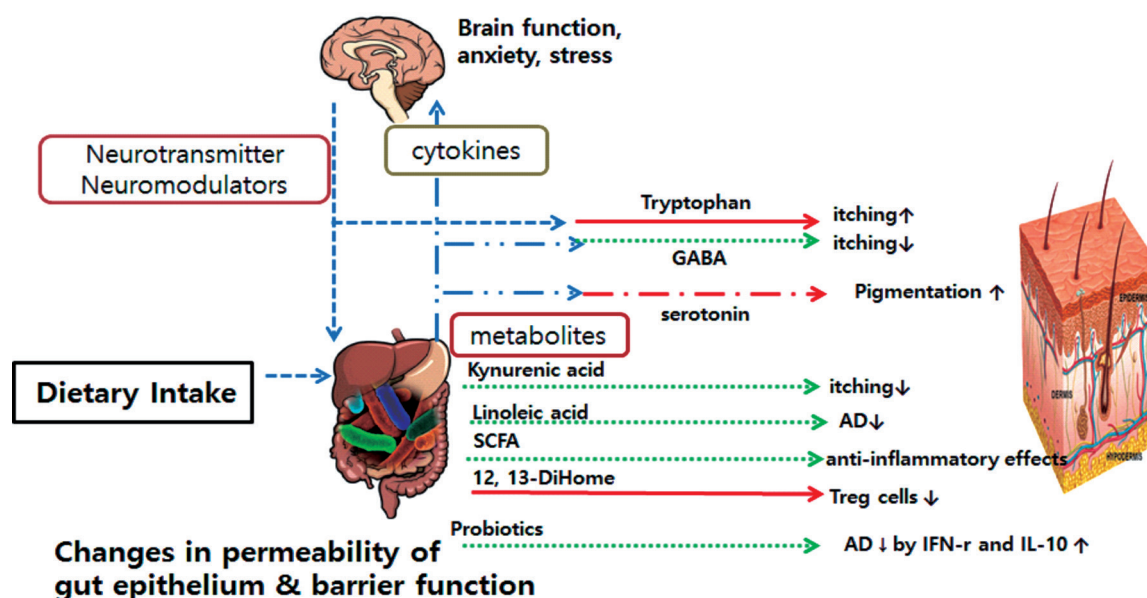 Brain function,
anxiety, stress
Neurotransmitter
Neuromodulators
cytokines
Tryptophan
itching↑
itching↓
GABA
Pigmentation ↑
serotonin
metabolites
Dietary Intake
Kynurenic acid
itching↓
Linoleic acid
AD↓
SCFA
anti-inflammatory effects
12, 13-DiHome
Treg cells ↓
Probiotics
AD ↓ by IFN-r and IL-10 ↑
Changes in permeability of
gut epithelium & barrier function
EPIDERMIS
DERMIS
HYPODERMIS